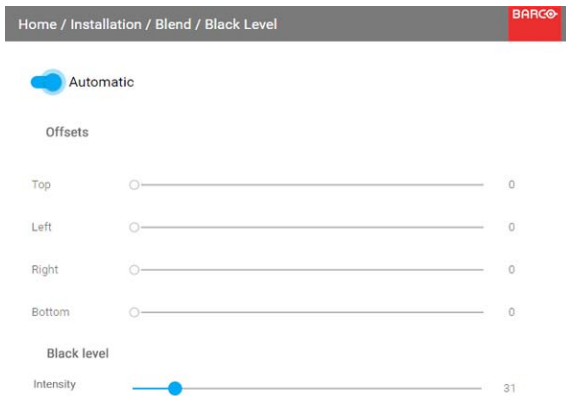 Home / Installation / Blend / Black Level
BARCO
Automatic
Offsets
Top 0
Left 0
Right 0
Bottom 0
Black level
Intensity 31